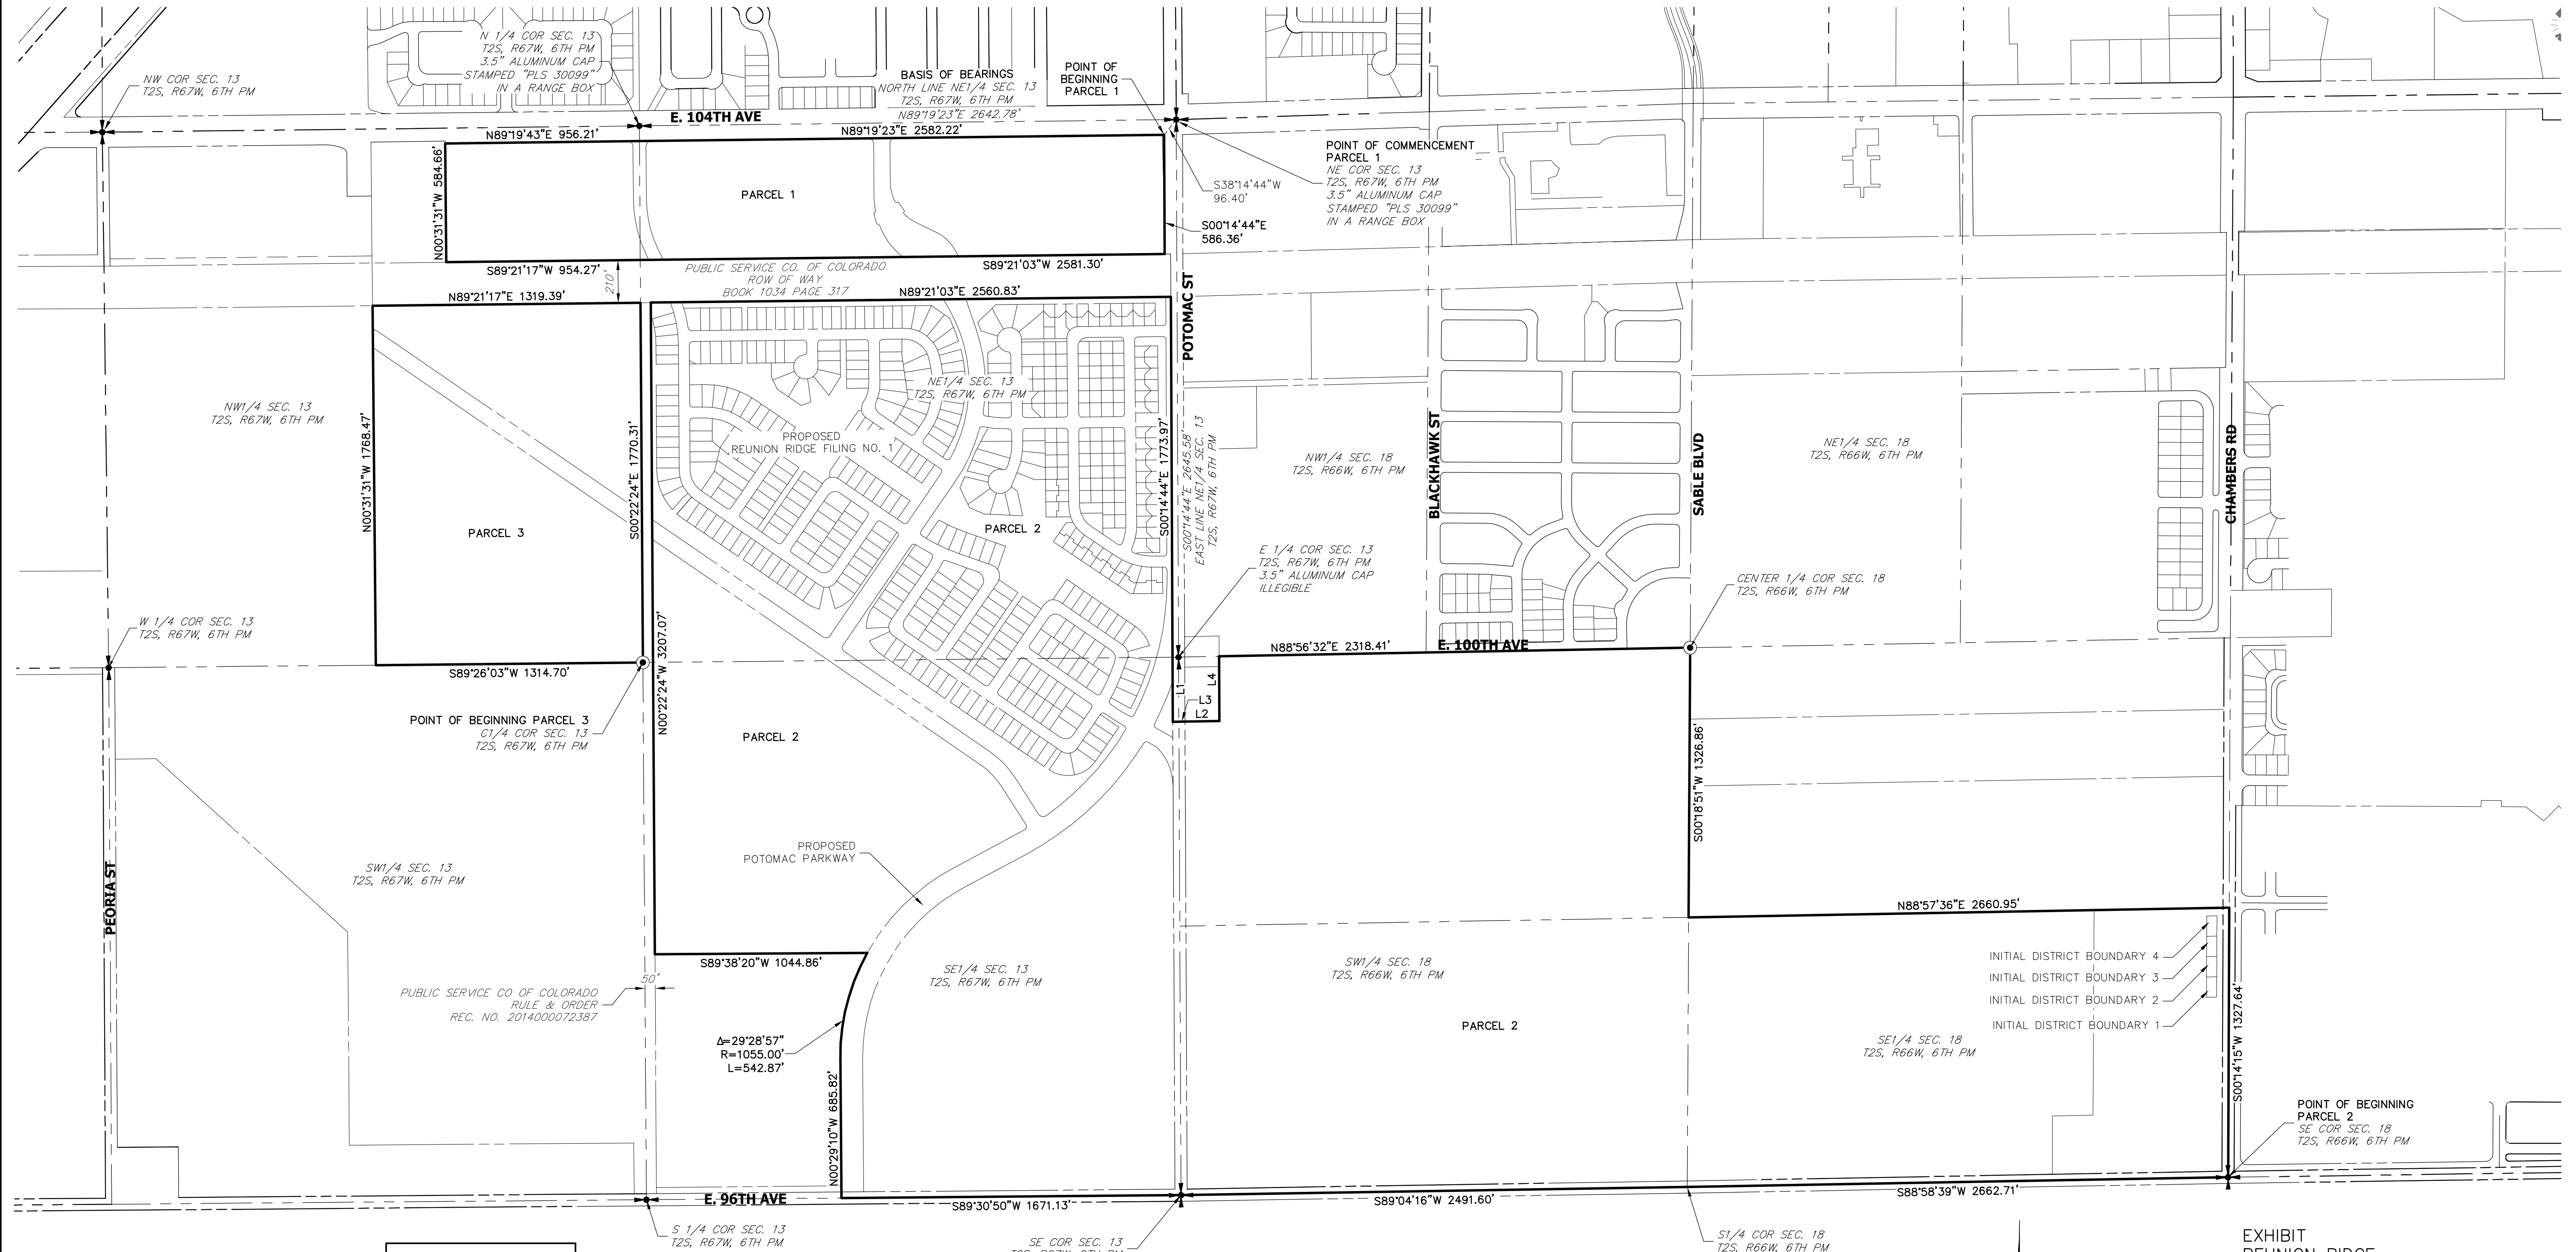 NW COR SEC. 13
T2S, R67W, 6TH PM
N 1/4 COR SEC. 13
T2S, R67W, 6TH PM
3.5" ALUMINUM CAP
STAMPED "PLS 30099"
IN A RANGE BOX
BASIS OF BEARINGS
NORTH LINE NE1/4 SEC. 13
T2S, R67W, 6TH PM
N89°19'23"E 2642.78'
POINT OF
BEGINNING
PARCEL 1
E. 104TH AVE
N89°19'43"E 956.21'
N89°19'23"E 2582.22'
POINT OF COMMENCEMENT
PARCEL 1
NE COR SEC. 13
T2S, R67W, 6TH PM
3.5" ALUMINUM CAP
STAMPED "PLS 30099"
IN A RANGE BOX
S38°14'44"W
96.40'
S00°14'44"E
586.36'
N00°31'31"W 584.66'
PARCEL 1
S89°21'17"W 954.27'
S89°21'03"W 2581.30'
210'
PUBLIC SERVICE CO. OF COLORADO
ROW OF WAY
BOOK 1034 PAGE 317
N89°21'17"E 1319.39'
N89°21'03"E 2560.83'
POTOMAC ST
NW1/4 SEC. 13
T2S, R67W, 6TH PM
N00°31'31"W 1768.47'
PARCEL 3
S00°22'24"E 1770.31'
NE1/4 SEC. 13
T2S, R67W, 6TH PM
PROPOSED
REUNION RIDGE FILING NO. 1
PARCEL 2
S00°14'44"E 1773.97'
S00°14'44"E 2645.58'
EAST LINE NE1/4 SEC. 13
T2S, R67W, 6TH PM
NW1/4 SEC. 18
T2S, R66W, 6TH PM
BLACKHAWK ST
SABLE BLVD
NE1/4 SEC. 18
T2S, R66W, 6TH PM
CHAMBERS RD
E 1/4 COR SEC. 13
T2S, R67W, 6TH PM
3.5" ALUMINUM CAP
ILLEGIBLE
CENTER 1/4 COR SEC. 18
T2S, R66W, 6TH PM
W 1/4 COR SEC. 13
T2S, R67W, 6TH PM
S89°26'03"W 1314.70'
N88°56'32"E 2318.41'
E. 100TH AVE
L1
L4
L3
L2
N00°22'24"W 3207.07'
POINT OF BEGINNING PARCEL 3
C1/4 COR SEC. 13
T2S, R67W, 6TH PM
PARCEL 2
S00°18'51"W 1326.86'
PROPOSED
POTOMAC PARKWAY
PEORIA ST
SW1/4 SEC. 13
T2S, R67W, 6TH PM
N88°57'36"E 2660.95'
S89°38'20"W 1044.86'
50'
PUBLIC SERVICE CO OF COLORADO
RULE & ORDER
REC. NO. 2014000072387
SE1/4 SEC. 13
T2S, R67W, 6TH PM
SW1/4 SEC. 18
T2S, R66W, 6TH PM
INITIAL DISTRICT BOUNDARY 4
INITIAL DISTRICT BOUNDARY 3
INITIAL DISTRICT BOUNDARY 2
INITIAL DISTRICT BOUNDARY 1
PARCEL 2
SE1/4 SEC. 18
T2S, R66W, 6TH PM
S00°14'15"W 1327.64'
Δ=29°28'57"
R=1055.00'
L=542.87'
N00°29'10"W 685.82'
POINT OF BEGINNING
PARCEL 2
SE COR SEC. 18
T2S, R66W, 6TH PM
E. 96TH AVE
S89°30'50"W 1671.13'
S89°04'16"W 2491.60'
S88°58'39"W 2662.71'
S 1/4 COR SEC. 13
T2S, R67W, 6TH PM
SE COR SEC. 13
T2S, R67W, 6TH PM
S1/4 COR SEC. 18
T2S, R66W, 6TH PM
EXHIBIT
REUNION RIDGE